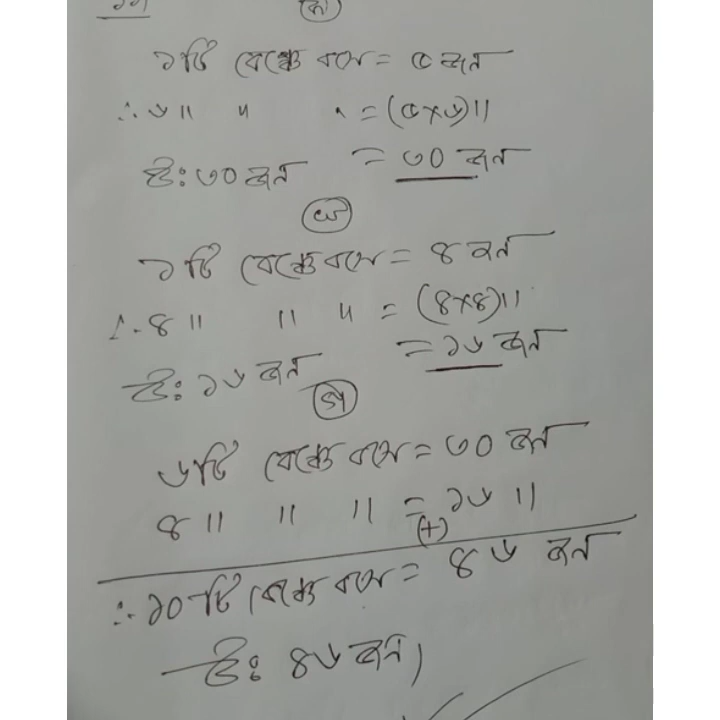 (ক)
১টি বেঞ্চে বসে = ৫ জন
∴ ৬ || " " = (৫×৬) ||
= ৩০ জন
উঃ ৩০ জন
(খ)
১টি বেঞ্চে বসে = ৪ জন
∴ ৪ || || " = (৪×৪) ||
= ১৬ জন
উঃ ১৬ জন
(গ)
৬টি বেঞ্চে বসে = ৩০ জন
৪ || || || = ১৬ ||
(+)
∴ ১০টি বেঞ্চে বসে = ৪৬ জন
উঃ ৪৬ জন।